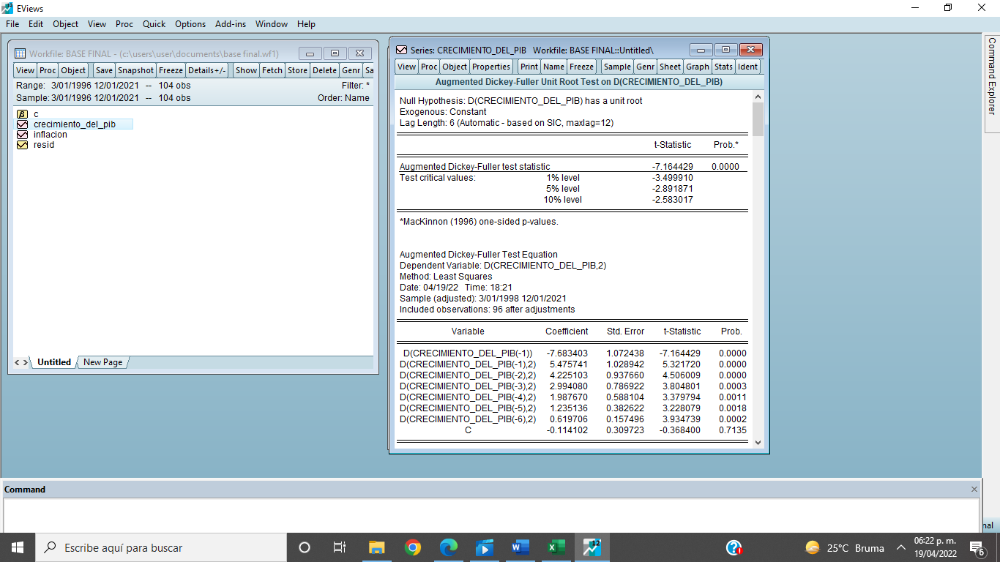 EViews
File Edit Object View Proc Quick Options Add-ins Window Help
Workfile: BASE FINAL - (c:\users\user\documents\base final.wf1)
View Proc Object Save Snapshot Freeze Details+/- Show Fetch Store Delete Genr Sa
Range: 3/01/1996 12/01/2021 -- 104 obs Filter: *
Sample: 3/01/1996 12/01/2021 -- 104 obs Order: Name
β c
crecimiento_del_pib
inflacion
resid
< > Untitled New Page
Series: CRECIMIENTO_DEL_PIB Workfile: BASE FINAL::Untitled\
View Proc Object Properties Print Name Freeze Sample Genr Sheet Graph Stats Ident
Augmented Dickey-Fuller Unit Root Test on D(CRECIMIENTO_DEL_PIB)
Null Hypothesis: D(CRECIMIENTO_DEL_PIB) has a unit root
Exogenous: Constant
Lag Length: 6 (Automatic - based on SIC, maxlag=12)
t-Statistic Prob.*
Augmented Dickey-Fuller test statistic -7.164429 0.0000
Test critical values: 1% level -3.499910
5% level -2.891871
10% level -2.583017
*MacKinnon (1996) one-sided p-values.
Augmented Dickey-Fuller Test Equation
Dependent Variable: D(CRECIMIENTO_DEL_PIB,2)
Method: Least Squares
Date: 04/19/22 Time: 18:21
Sample (adjusted): 3/01/1998 12/01/2021
Included observations: 96 after adjustments
Variable Coefficient Std. Error t-Statistic Prob.
D(CRECIMIENTO_DEL_PIB(-1)) -7.683403 1.072438 -7.164429 0.0000
D(CRECIMIENTO_DEL_PIB(-1),2) 5.475741 1.028942 5.321720 0.0000
D(CRECIMIENTO_DEL_PIB(-2),2) 4.225103 0.937660 4.506009 0.0000
D(CRECIMIENTO_DEL_PIB(-3),2) 2.994080 0.786922 3.804801 0.0003
D(CRECIMIENTO_DEL_PIB(-4),2) 1.987670 0.588104 3.379794 0.0011
D(CRECIMIENTO_DEL_PIB(-5),2) 1.235136 0.382622 3.228079 0.0018
D(CRECIMIENTO_DEL_PIB(-6),2) 0.619706 0.157496 3.934739 0.0002
C -0.114102 0.309723 -0.368400 0.7135
Command Explorer
Command
nal
Escribe aquí para buscar
12
25°C Bruma
06:22 p. m.
19/04/2022
6